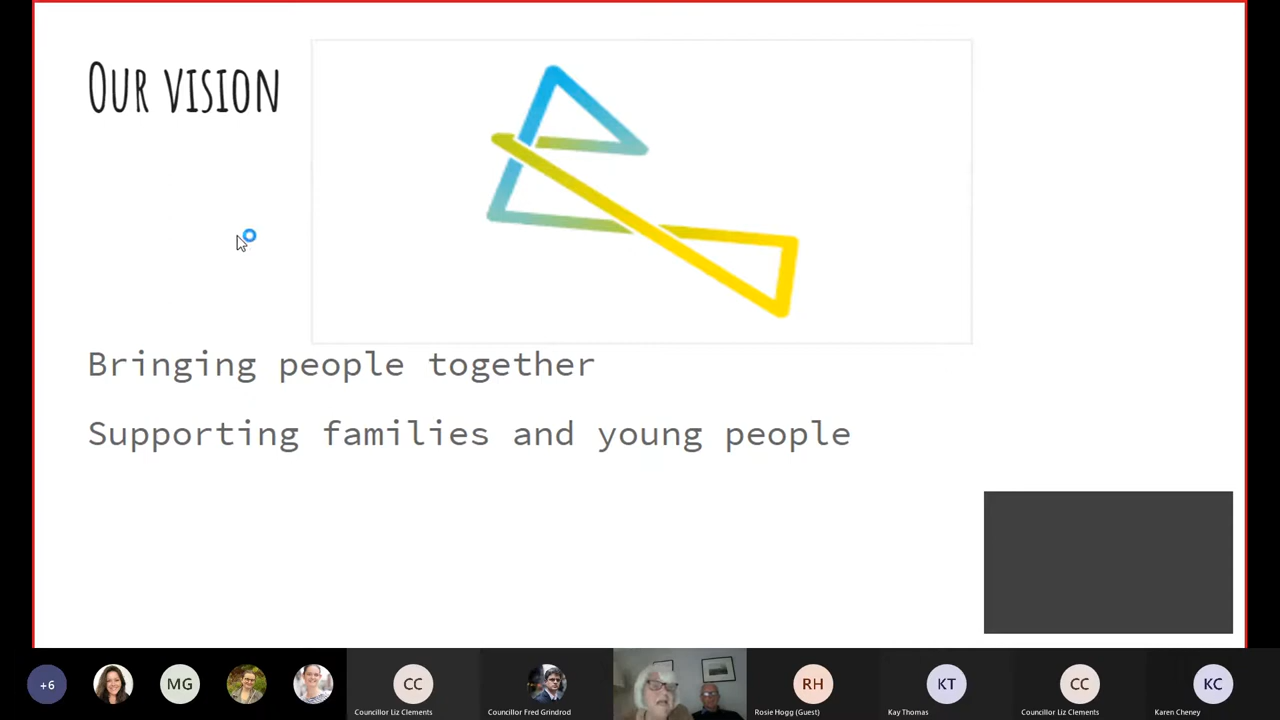 Our vision
Bringing people together
Supporting families and young people
+6
MG
CC
RH
KT
CC
KC
Councillor Liz Clements
Councillor Fred Grindrod
Rosie Hogg (Guest)
Kay Thomas
Councillor Liz Clements
Karen Cheney